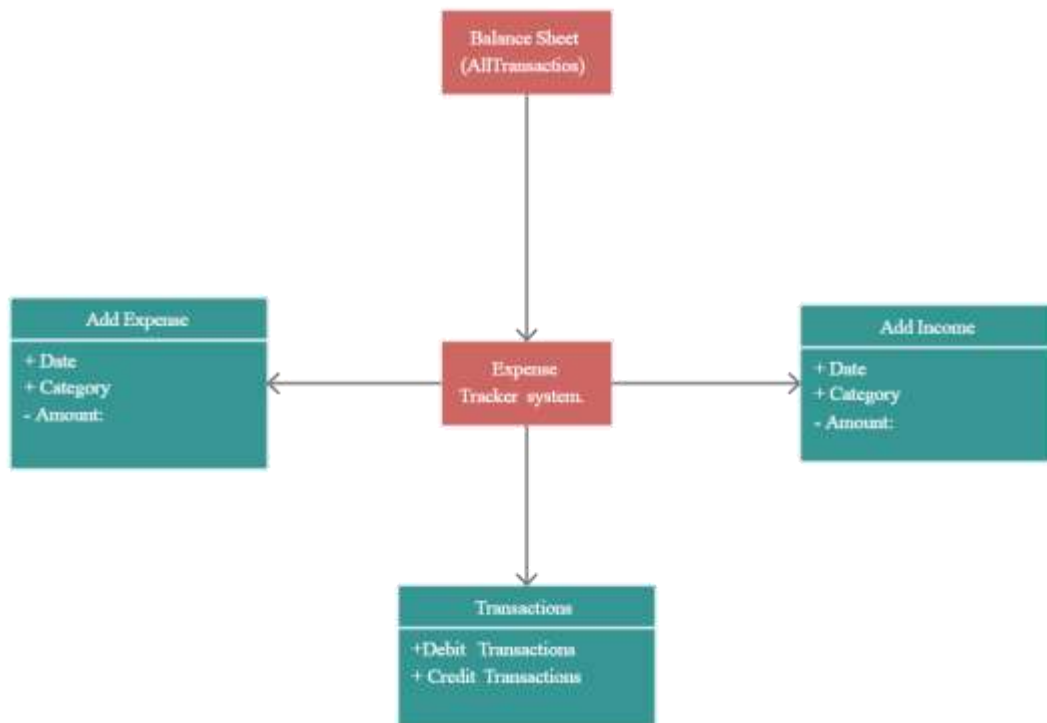 Balance Sheet
(AllTransactios)
Add Expense
+ Date
+ Category
- Amount:
Expense
Tracker system.
Add Income
+ Date
+ Category
- Amount:
Transactions
+Debit Transactions
+ Credit Transactions